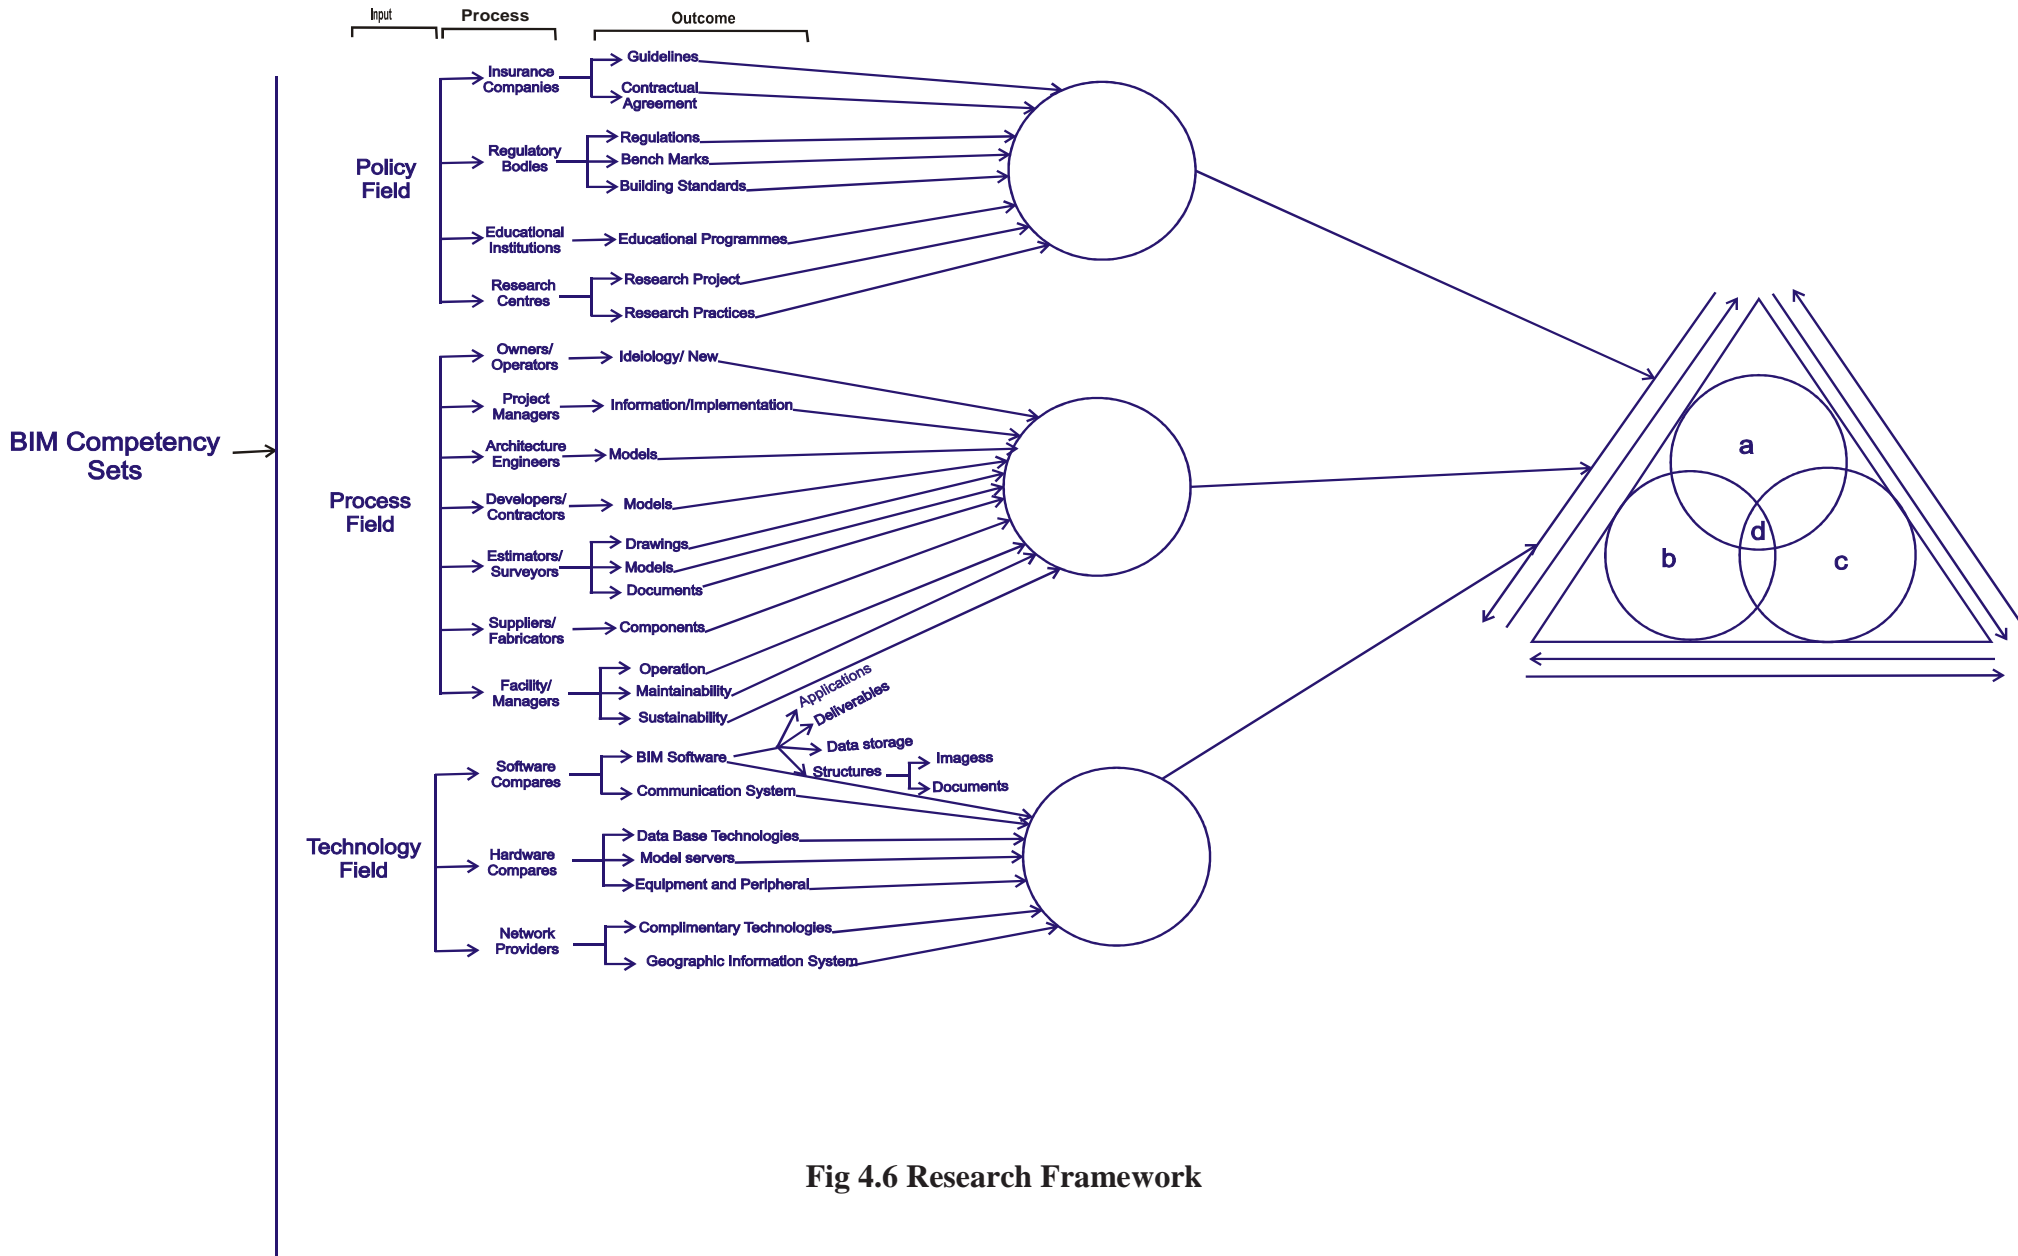 Input
Process
Outcome
BIM Competency
Sets
Policy
Field
Insurance
Companies
Guidelines
Contractual
Agreement
Regulatory
Bodies
Regulations
Bench Marks
Building Standards
Educational
Institutions
Educational Programmes
Research
Centres
Research Project
Research Practices
Process
Field
Owners/
Operators
Ideiology/ New
Project
Managers
Information/Implementation
Architecture
Engineers
Models
Developers/
Contractors
Models
Estimators/
Surveyors
Drawings
Models
Documents
Suppliers/
Fabricators
Components
Facility/
Managers
Operation
Maintainability
Sustainability
Technology
Field
Software
Compares
BIM Software
Applications
Deliverables
Data storage
Structures
Imagess
Documents
Communication System
Hardware
Compares
Data Base Technologies
Model servers
Equipment and Peripheral
Network
Providers
Complimentary Technologies
Geographic Information System
a
d
b
c
Fig 4.6 Research Framework